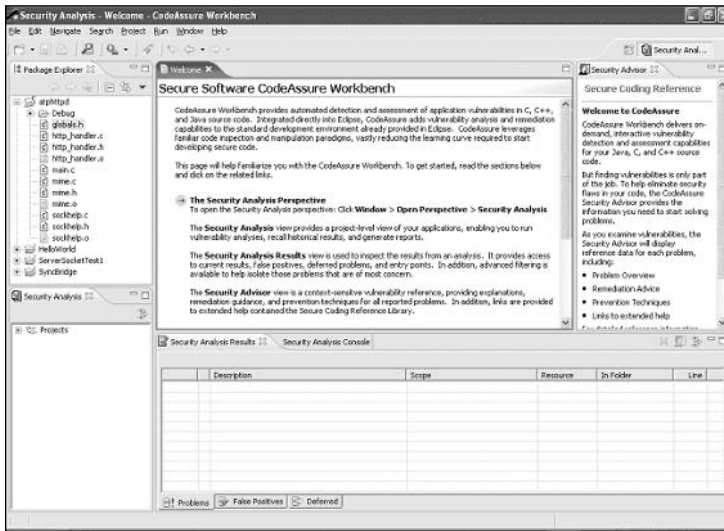 Security Analysis - Welcome - CodeAssure Workbench
File Edit Navigate Search Project Run Window Help
Security Anal...
Package Explorer
atphttpd
Debug
globals.h
http_handler.c
http_handler.h
http_handler.o
main.c
mime.c
mime.h
mime.o
sockhelp.c
sockhelp.h
sockhelp.o
HelloWorld
ServerSocketTest1
SyncBridge
Security Analysis
Projects
Welcome
Secure Software CodeAssure Workbench
CodeAssure Workbench provides automated detection and assessment of application vulnerabilities in C, C++,
and Java source code. Integrated directly into Eclipse, CodeAssure adds vulnerability analysis and remediation
capabilities to the standard development environment already provided in Eclipse. CodeAssure leverages
familiar code inspection and manipulation paradigms, vastly reducing the learning curve required to start
developing secure code.
This page will help familiarize you with the CodeAssure Workbench. To get started, read the sections below
and click on the related links.
The Security Analysis Perspective
To open the Security Analysis perspective: Click Window > Open Perspective > Security Analysis
The Security Analysis view provides a project-level view of your applications, enabling you to run
vulnerability analyses, recall historical results, and generate reports.
The Security Analysis Results view is used to inspect the results from an analysis. It provides access
to current results, false positives, deferred problems, and entry points. In addition, advanced filtering is
available to help isolate those problems that are of most concern.
The Security Advisor view is a context-sensitive vulnerability reference, providing explanations,
remediation guidance, and prevention techniques for all reported problems. In addition, links are provided
to extended help contained the Secure Coding Reference Library.
Security Advisor
Secure Coding Reference
Welcome to CodeAssure
CodeAssure Workbench delivers on-
demand, interactive vulnerability
detection and assessment capabilities
for your Java, C, and C++ source
code.
But finding vulnerabilities is only part
of the job. To help eliminate security
flaws in your code, the CodeAssure
Security Advisor provides the
information you need to start solving
problems.
As you examine vulnerabilities, the
Security Advisor will display
reference data for each problem,
including:
Problem Overview
Remediation Advice
Prevention Techniques
Links to extended help
For detailed reference information
Security Analysis Results
Security Analysis Console
Description Scope Resource In Folder Line
Problems False Positives Deferred